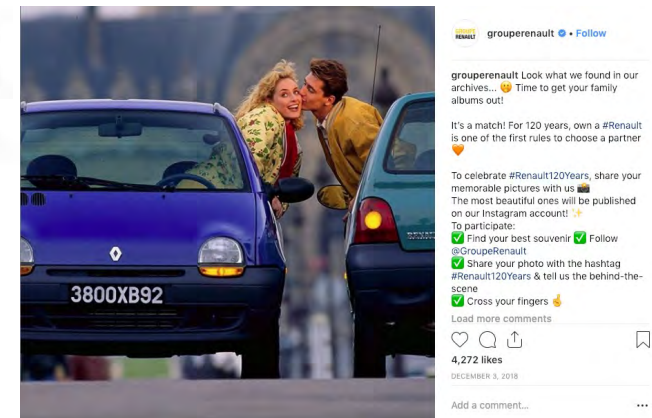 3800XB92
RENAULT
GROUPE
RENAULT
grouperenault • Follow
grouperenault Look what we found in our
archives... 🤫 Time to get your family
albums out!
It's a match! For 120 years, own a #Renault
is one of the first rules to choose a partner
🧡
To celebrate #Renault120Years, share your
memorable pictures with us 📸
The most beautiful ones will be published
on our Instagram account! ✨
To participate:
✅ Find your best souvenir ✅ Follow
@GroupeRenault
✅ Share your photo with the hashtag
#Renault120Years & tell us the behind-the-
scene
✅ Cross your fingers 🤞
Load more comments
4,272 likes
DECEMBER 3, 2018
Add a comment...